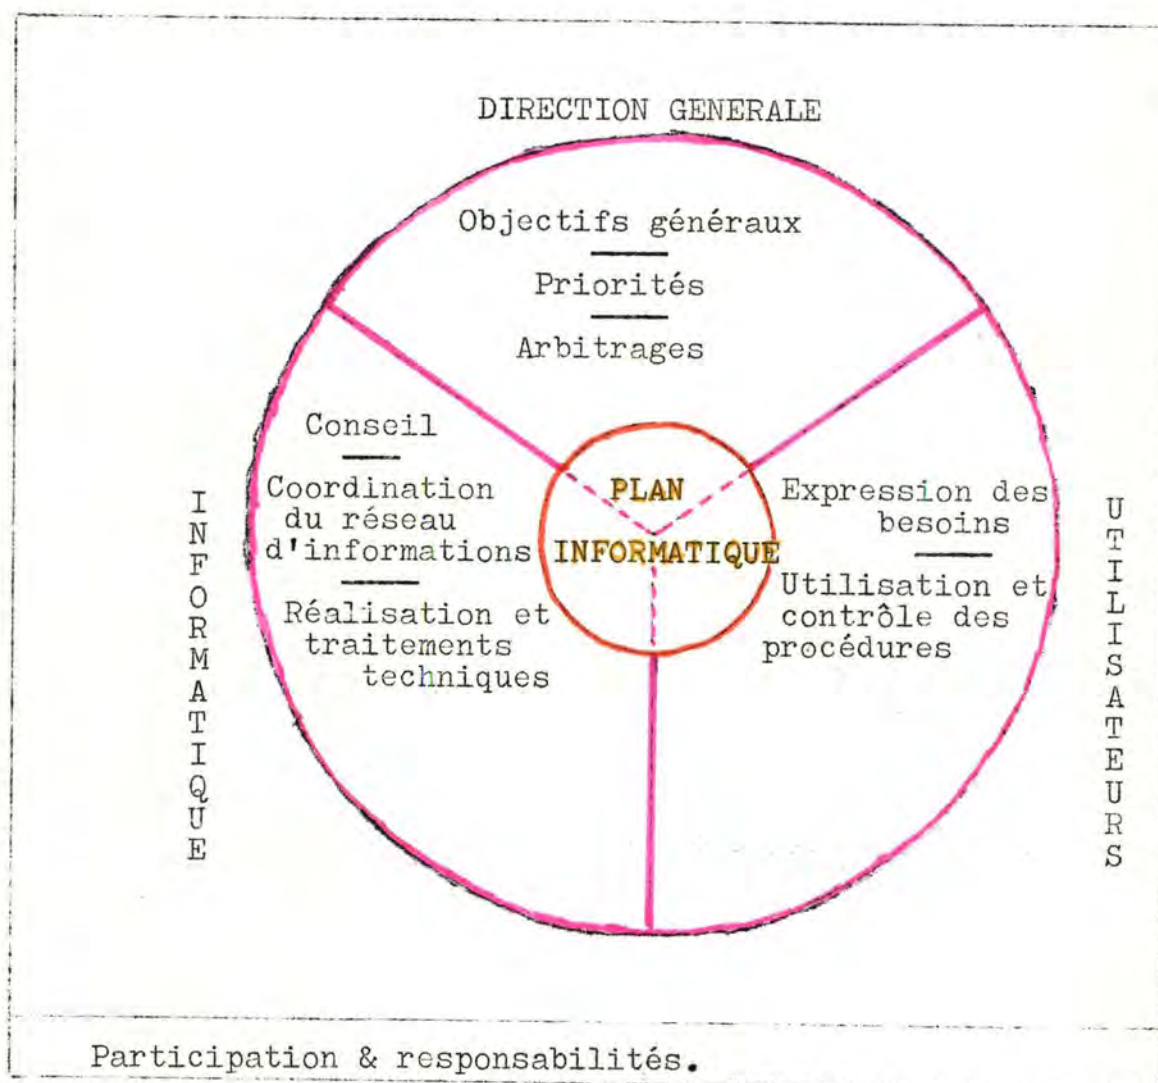 DIRECTION GENERALE
Objectifs généraux
Priorités
Arbitrages
Conseil
Coordination
du réseau
d'informations
Réalisation et
traitements
techniques
PLAN
INFORMATIQUE
Expression des
besoins
Utilisation et
contrôle des
procédures
INFORMATIQUE
UTILISATEURS
Participation & responsabilités.